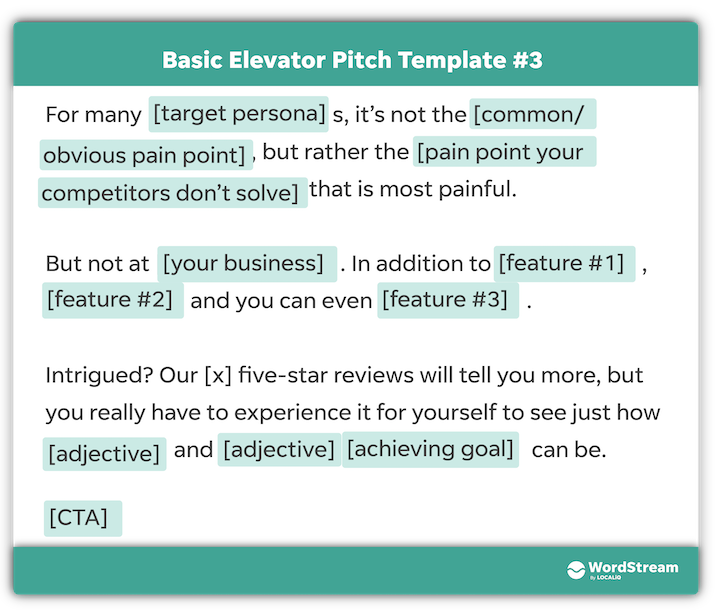 Basic Elevator Pitch Template #3
For many [target persona] s, it's not the [common/
obvious pain point] , but rather the [pain point your
competitors don't solve] that is most painful.
But not at [your business] . In addition to [feature #1] ,
[feature #2] and you can even [feature #3] .
Intrigued? Our [x] five-star reviews will tell you more, but
you really have to experience it for yourself to see just how
[adjective] and [adjective] [achieving goal] can be.
[CTA]
WordStream
By LOCALiQ